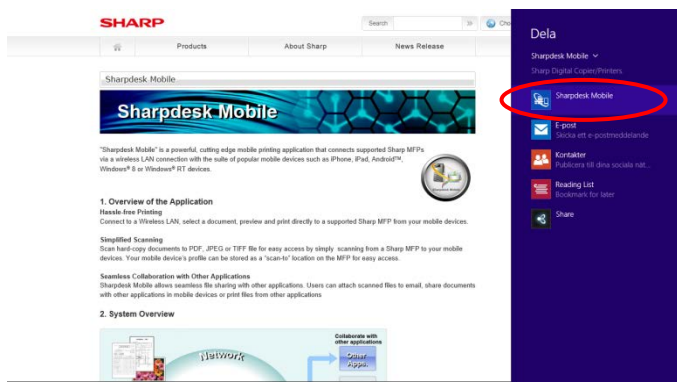 SHARP
Search
Cho
Products About Sharp News Release
Sharpdesk Mobile
Sharpdesk Mobile
"Sharpdesk Mobile" is a powerful, cutting edge mobile printing application that connects supported Sharp MFPs
via a wireless LAN connection with the suite of popular mobile devices such as iPhone, iPad, Android™,
Windows® 8 or Windows® RT devices.
1. Overview of the Application
Hassle-free Printing
Connect to a Wireless LAN, select a document, preview and print directly to a supported Sharp MFP from your mobile devices.
Simplified Scanning
Scan hard-copy documents to PDF, JPEG or TIFF file for easy access by simply scanning from a Sharp MFP to your mobile
devices. Your mobile device's profile can be stored as a "scan-to" location on the MFP for easy access.
Seamless Collaboration with Other Applications
Sharpdesk Mobile allows seamless file sharing with other applications. Users can attach scanned files to email, share documents
with other applications in mobile devices or print files from other applications
2. System Overview
Network
Collaborate with
other applications
Other
Apps.
Dela
Sharpdesk Mobile
Sharp Digital Copier/Printers
Sharpdesk Mobile
E-post
Skicka ett e-postmeddelande
Kontakter
Publicera till dina sociala nät...
Reading List
Bookmark for later
Share